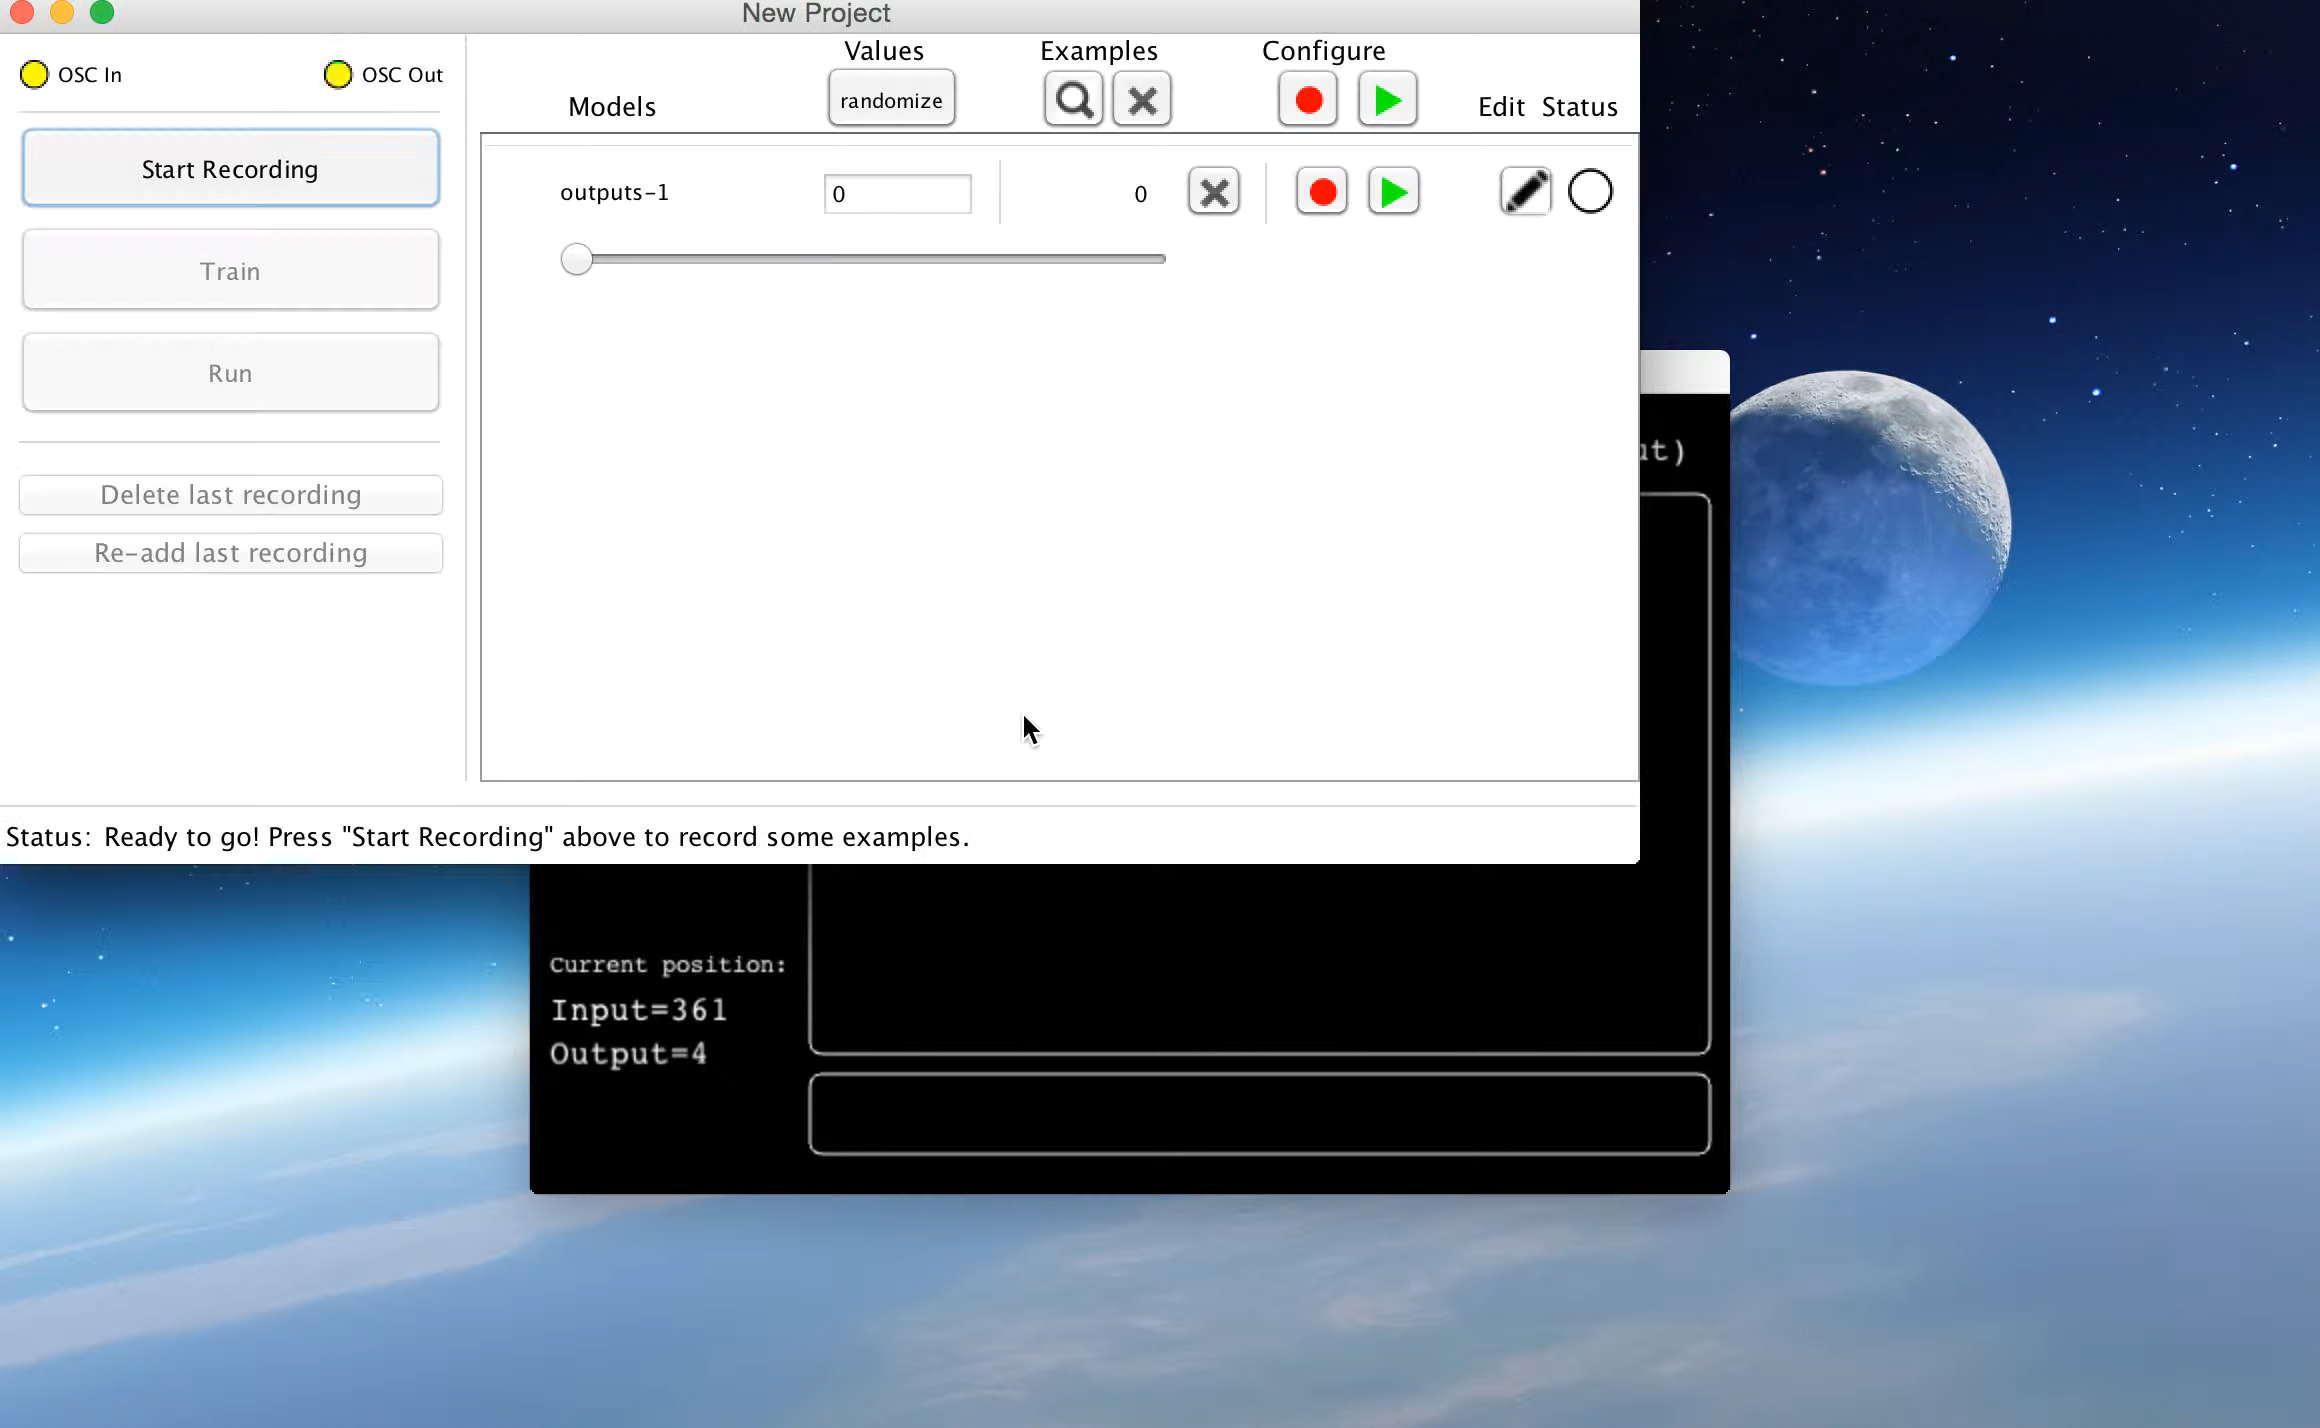 New Project
OSC In
OSC Out
Values
Examples
Configure
Models
randomize
Edit
Status
Start Recording
outputs-1
0
0
Train
Run
Delete last recording
Re-add last recording
Status: Ready to go! Press "Start Recording" above to record some examples.
Current position:
Input=361
Output=4